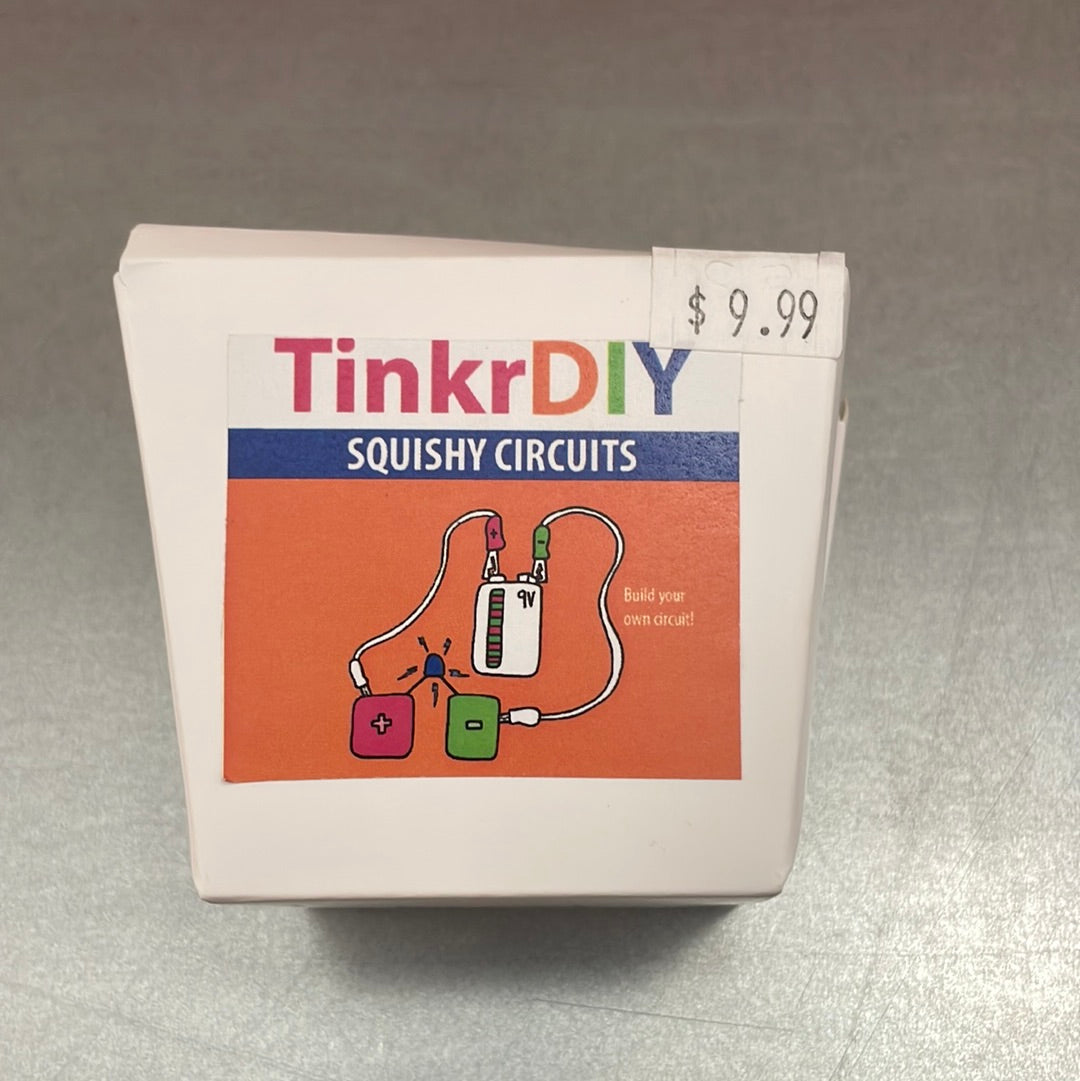 $ 9.99
TinkrDIY
SQUISHY CIRCUITS
+ -
9V
Build your
own circuit!
+ -